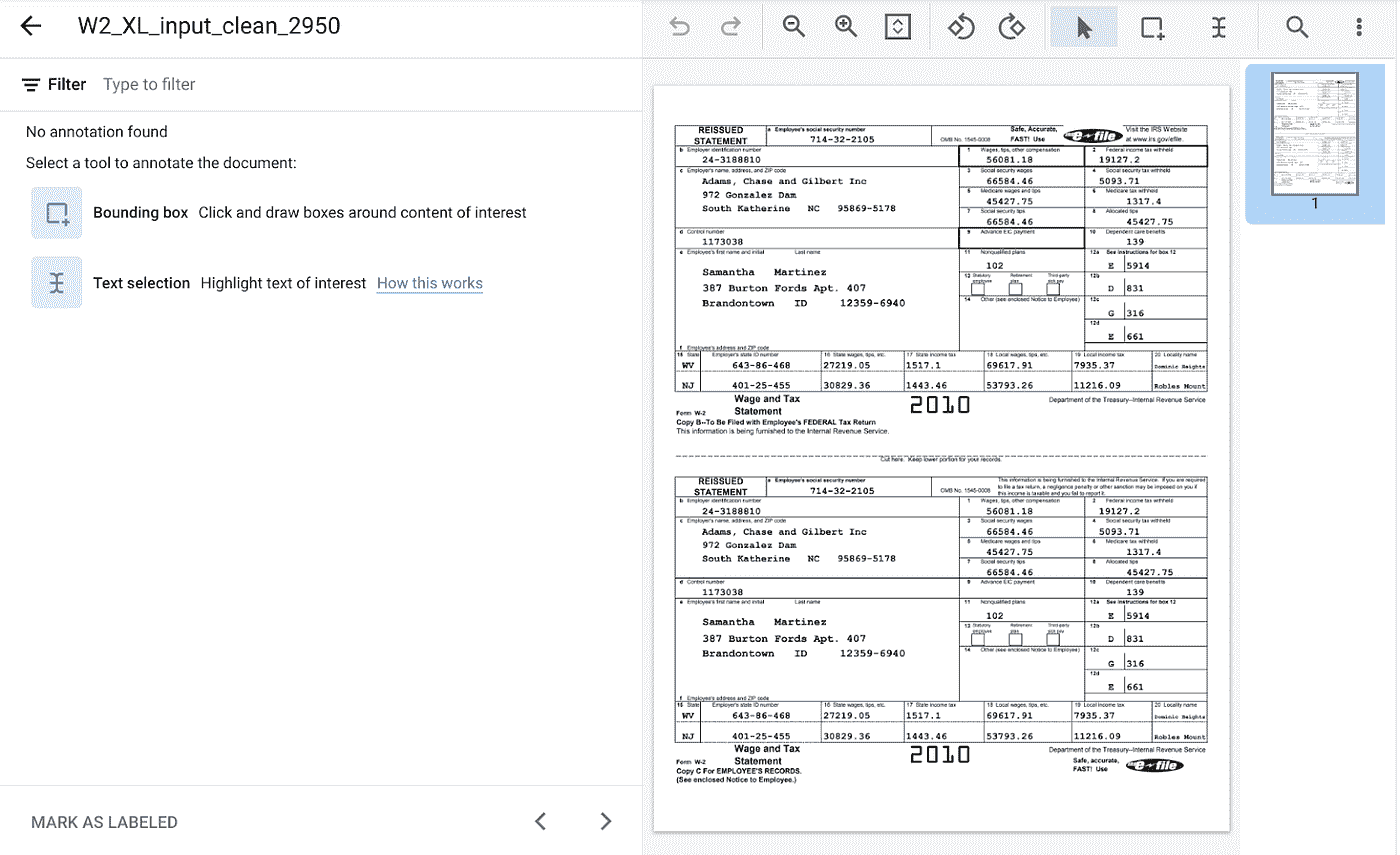 W2_XL_input_clean_2950
Filter Type to filter
No annotation found
Select a tool to annotate the document:
Bounding box Click and draw boxes around content of interest
Text selection Highlight text of interest How this works
MARK AS LABELED
REISSUED STATEMENT
a Employee's social security number
714-32-2105
OMB No. 1545-0008
Safe, Accurate,
FAST! Use
e~file
Visit the IRS Website
at www.irs.gov/efile.
b Employer identification number
24-3188810
1 Wages, tips, other compensation
56081.18
2 Federal income tax withheld
19127.2
c Employer's name, address, and ZIP code
Adams, Chase and Gilbert Inc
972 Gonzalez Dam
South Katherine NC 95869-5178
3 Social security wages
66584.46
4 Social security tax withheld
5093.71
5 Medicare wages and tips
45427.75
6 Medicare tax withheld
1317.4
7 Social security tips
66584.46
8 Allocated tips
45427.75
d Control number
1173038
9 Advance EIC payment
10 Dependent care benefits
139
e Employee's first name and initial Last name
Samantha Martinez
387 Burton Fords Apt. 407
Brandontown ID 12359-6940
11 Nonqualified plans
102
12a See instructions for box 12
E 5914
13 Statutory employee Retirement plan Third-party sick pay
12b
D 831
14 Other (see enclosed Notice to Employee)
12c
G 316
12d
E 661
f Employee's address and ZIP code
15 State Employer's state ID number 16 State wages, tips, etc. 17 State income tax 18 Local wages, tips, etc. 19 Local income tax 20 Locality name
WV 643-86-468 27219.05 1517.1 69617.91 7935.37 Dominic Heights
NJ 401-25-455 30829.36 1443.46 53793.26 11216.09 Robles Mount
Form W-2 Wage and Tax Statement
2010
Department of the Treasury--Internal Revenue Service
Copy B--To Be Filed with Employee's FEDERAL Tax Return
This information is being furnished to the Internal Revenue Service.
Cut here. Keep lower portion for your records.
REISSUED STATEMENT
a Employee's social security number
714-32-2105
OMB No. 1545-0008
This information is being furnished to the Internal Revenue Service. If you are required
to file a tax return, a negligence penalty or other sanction may be imposed on you if
this income is taxable and you fail to report it.
b Employer identification number
24-3188810
1 Wages, tips, other compensation
56081.18
2 Federal income tax withheld
19127.2
c Employer's name, address, and ZIP code
Adams, Chase and Gilbert Inc
972 Gonzalez Dam
South Katherine NC 95869-5178
3 Social security wages
66584.46
4 Social security tax withheld
5093.71
5 Medicare wages and tips
45427.75
6 Medicare tax withheld
1317.4
7 Social security tips
66584.46
8 Allocated tips
45427.75
d Control number
1173038
9 Advance EIC payment
10 Dependent care benefits
139
e Employee's first name and initial Last name
Samantha Martinez
387 Burton Fords Apt. 407
Brandontown ID 12359-6940
11 Nonqualified plans
102
12a See instructions for box 12
E 5914
13 Statutory employee Retirement plan Third-party sick pay
12b
D 831
14 Other (see enclosed Notice to Employee)
12c
G 316
12d
E 661
f Employee's address and ZIP code
15 State Employer's state ID number 16 State wages, tips, etc. 17 State income tax 18 Local wages, tips, etc. 19 Local income tax 20 Locality name
WV 643-86-468 27219.05 1517.1 69617.91 7935.37 Dominic Heights
NJ 401-25-455 30829.36 1443.46 53793.26 11216.09 Robles Mount
Form W-2 Wage and Tax Statement
2010
Department of the Treasury--Internal Revenue Service
Copy C For EMPLOYEE'S RECORDS.
(See enclosed Notice to Employee.)
Safe, accurate,
FAST! Use
e~file
1